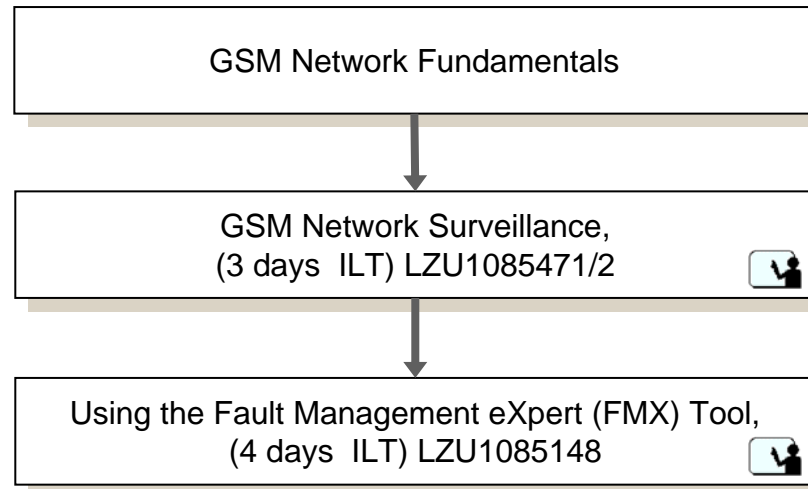 GSM Network Fundamentals
GSM Network Surveillance,
(3 days ILT) LZU1085471/2
Using the Fault Management eXpert (FMX) Tool,
(4 days ILT) LZU1085148